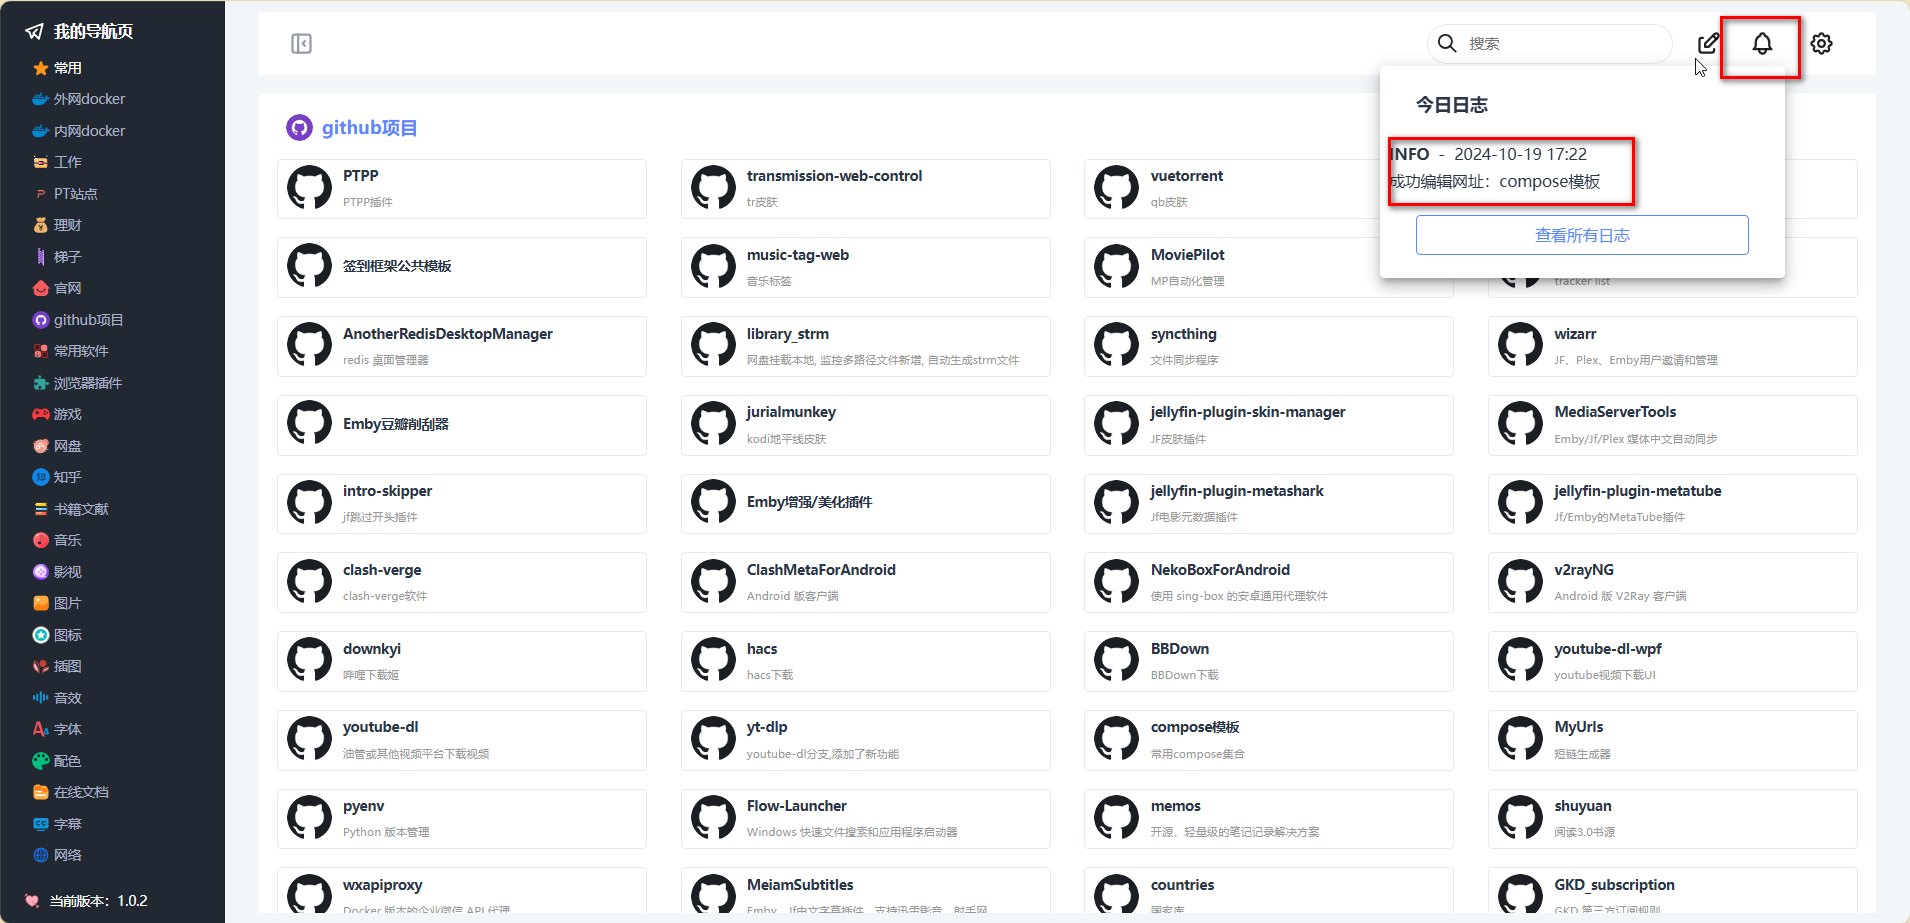 我的导航页
常用
外网docker
内网docker
工作
PT站点
理财
梯子
官网
github项目
常用软件
浏览器插件
游戏
网盘
知乎
书籍文献
音乐
影视
图片
图标
插图
音效
字体
配色
在线文档
字幕
网络
当前版本：1.0.2
搜索
今日日志
INFO - 2024-10-19 17:22
成功编辑网址：compose模板
查看所有日志
github项目
PTPP
PTPP插件
transmission-web-control
tr皮肤
vuetorrent
qb皮肤
签到框架公共模板
music-tag-web
音乐标签
MoviePilot
MP自动化管理
tracker list
AnotherRedisDesktopManager
redis 桌面管理器
library_strm
网盘挂载本地, 监控多路径文件新增, 自动生成strm文件
syncthing
文件同步程序
wizarr
JF、Plex、Emby用户邀请和管理
Emby豆瓣削刮器
jurialmunkey
kodi地平线皮肤
jellyfin-plugin-skin-manager
JF皮肤插件
MediaServerTools
Emby/Jf/Plex 媒体中文自动同步
intro-skipper
jf跳过开头插件
Emby增强/美化插件
jellyfin-plugin-metashark
Jf电影元数据插件
jellyfin-plugin-metatube
Jf/Emby的MetaTube插件
clash-verge
clash-verge软件
ClashMetaForAndroid
Android 版客户端
NekoBoxForAndroid
使用 sing-box 的安卓通用代理软件
v2rayNG
Android 版 V2Ray 客户端
downkyi
哔哩下载姬
hacs
hacs下载
BBDown
BBDown下载
youtube-dl-wpf
youtube视频下载UI
youtube-dl
油管或其他视频平台下载视频
yt-dlp
youtube-dl分支,添加了新功能
compose模板
常用compose集合
MyUrls
短链生成器
pyenv
Python 版本管理
Flow-Launcher
Windows 快速文件搜索和应用程序启动器
memos
开源、轻量级的笔记记录解决方案
shuyuan
阅读3.0书源
wxapiproxy
Docker 版本的企业微信 API 代理
MeiamSubtitles
Emby、Jf中文字幕插件，支持迅雷影音、射手网
countries
国家库
GKD_subscription
GKD 第三方订阅规则